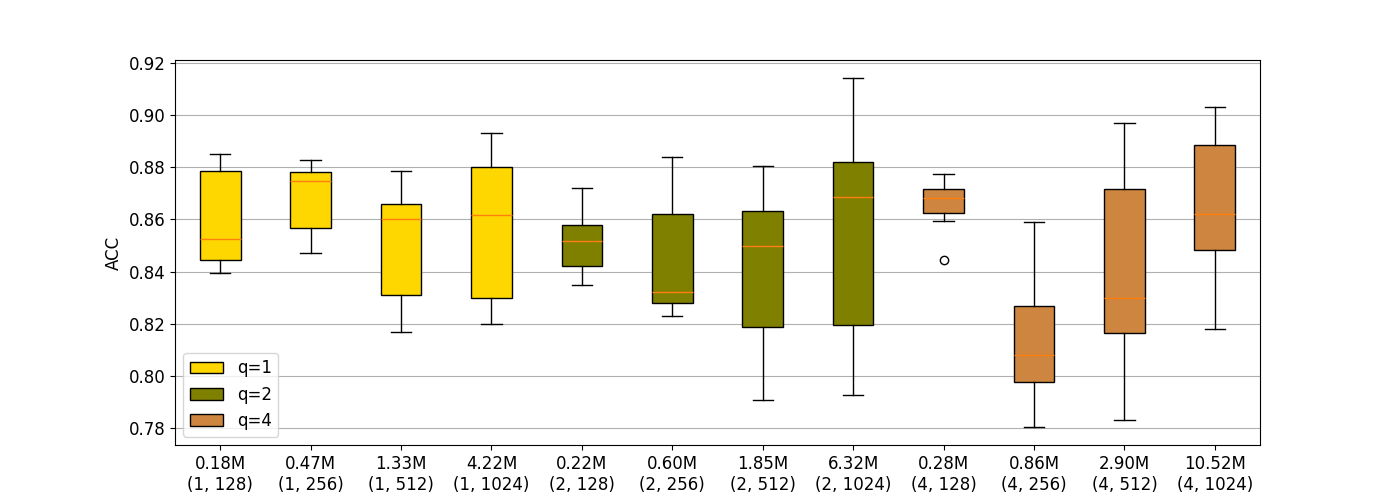 0.92
0.90
0.88
0.86
0.84
0.82
0.80
0.78
ACC
q=1
q=2
q=4
0.18M 0.47M 1.33M 4.22M 0.22M 0.60M 1.85M 6.32M 0.28M 0.86M 2.90M 10.52M
(1, 128) (1, 256) (1, 512) (1, 1024) (2, 128) (2, 256) (2, 512) (2, 1024) (4, 128) (4, 256) (4, 512) (4, 1024)